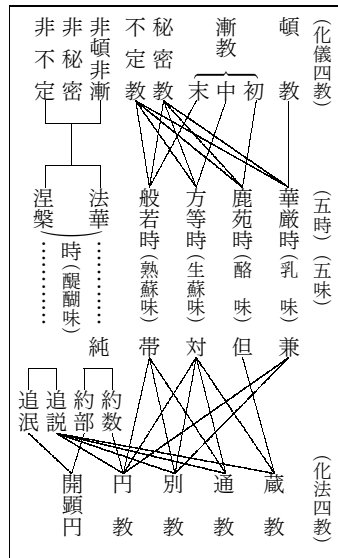 (化儀四教)
頓教
漸教
初
中
末
秘密教
不定教
非頓非漸
非秘密
非不定
(五時)(五味)
華厳時(乳味)
鹿苑時(酪味)
方等時(生蘇味)
般若時(熟蘇味)
法華
涅槃
時(醍醐味)
兼
但
対
帯
純
約数
約部
追説
追泯
(化法四教)
蔵教
通教
別教
円教
開顕円